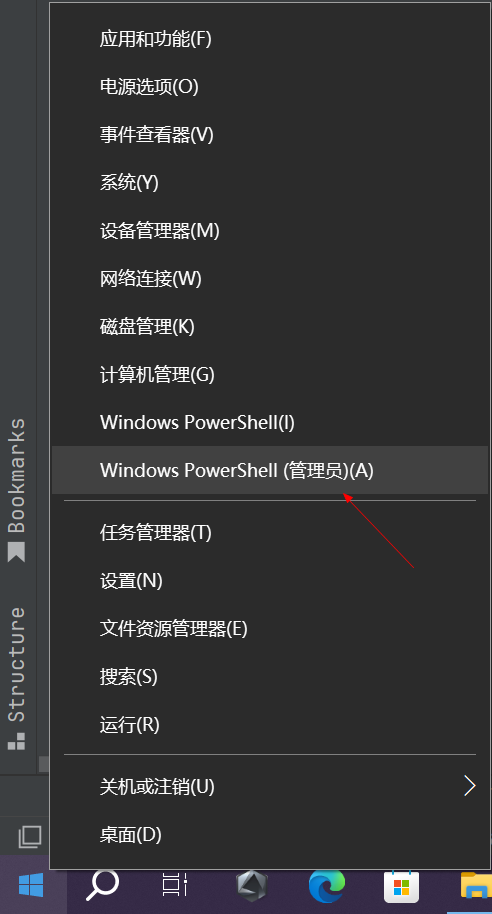 应用和功能(F)
电源选项(O)
事件查看器(V)
系统(Y)
设备管理器(M)
网络连接(W)
磁盘管理(K)
计算机管理(G)
Windows PowerShell(I)
Windows PowerShell (管理员)(A)
任务管理器(T)
设置(N)
文件资源管理器(E)
搜索(S)
运行(R)
关机或注销(U)
桌面(D)
Bookmarks
Structure